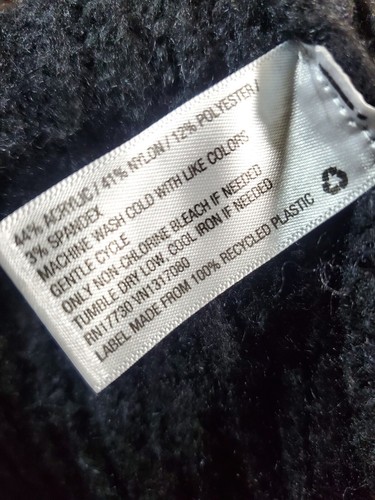 44% ACRYLIC / 41% NYLON / 12% POLYESTER /
3% SPANDEX
MACHINE WASH COLD WITH LIKE COLORS
GENTLE CYCLE
ONLY NON-CHLORINE BLEACH IF NEEDED
TUMBLE DRY LOW, COOL IRON IF NEEDED
RN17730 VN1312080
LABEL MADE FROM 100% RECYCLED PLASTIC